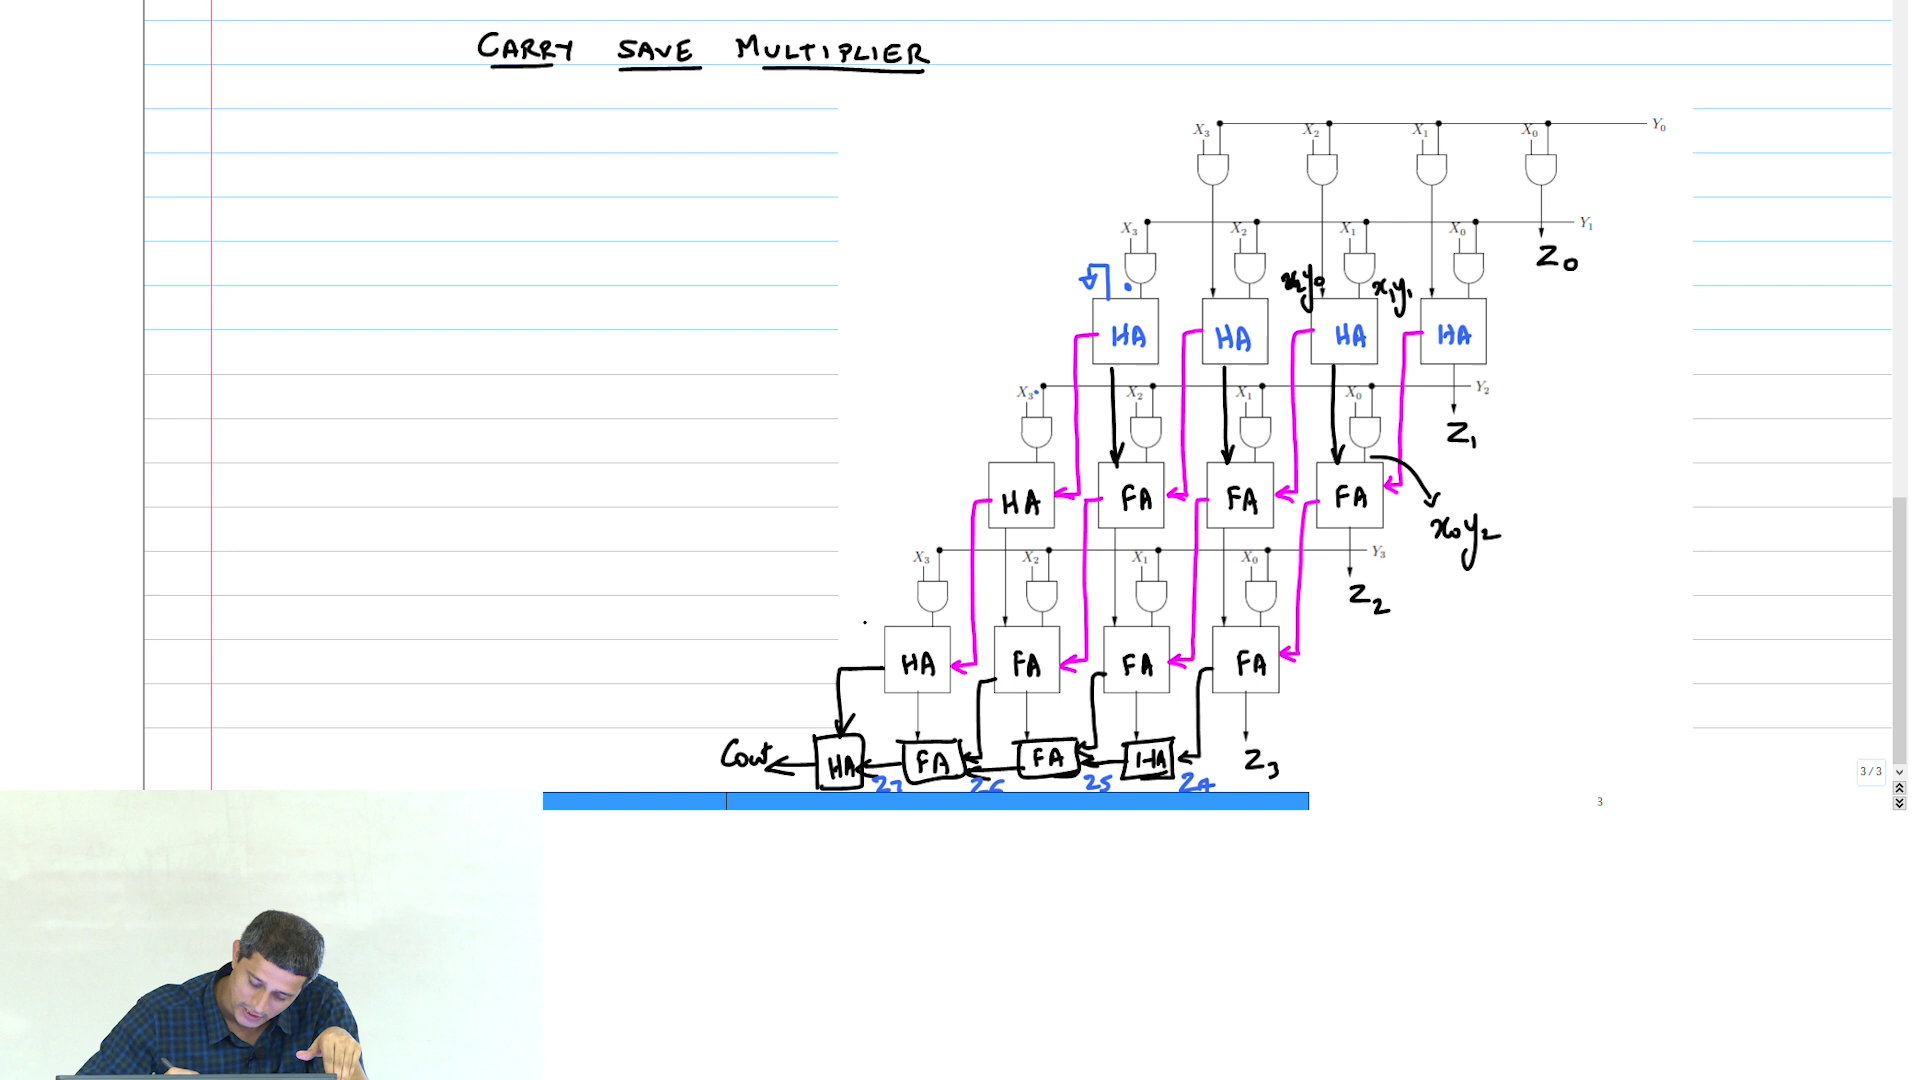 CARRY SAVE MULTIPLIER
X3 X2 X1 X0 Y0
X3 X2 X1 X0 Y1
Z0
x2y0 x1y1
HA HA HA HA
X3 X2 X1 X0 Y2
Z1
HA FA FA FA
x0y2
X3 X2 X1 X0 Y3
Z2
HA FA FA FA
Cout HA FA FA HA Z3
Z7 Z6 Z5 Z4
3/3
3